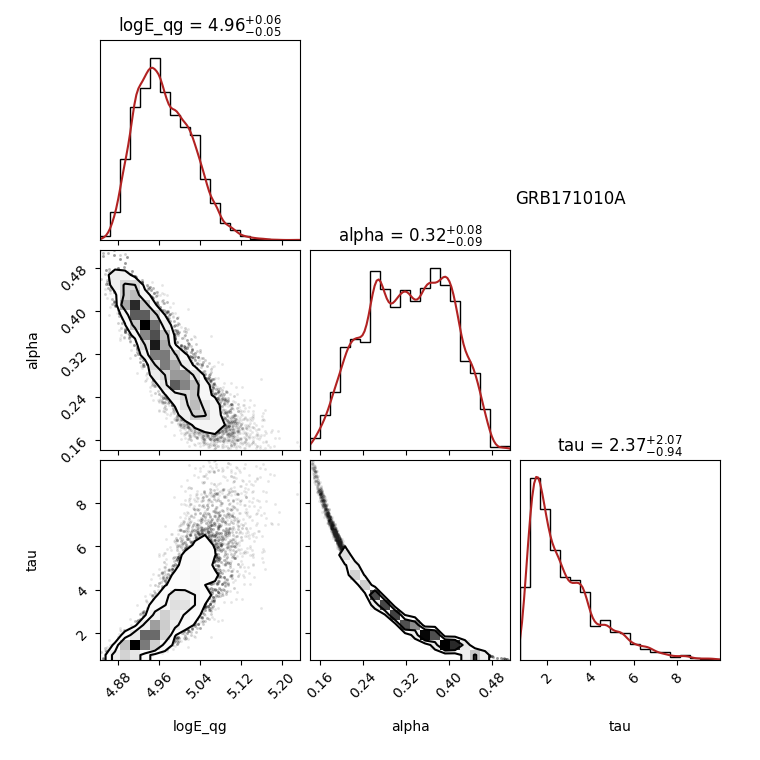 logE_qg = 4.96+0.06−0.05
GRB171010A
alpha = 0.32+0.08−0.09
alpha
0.48
0.40
0.32
0.24
0.16
tau = 2.37+2.07−0.94
tau
8
6
4
2
4.88 4.96 5.04 5.12 5.20
0.16 0.24 0.32 0.40 0.48
2 4 6 8
logE_qg alpha tau